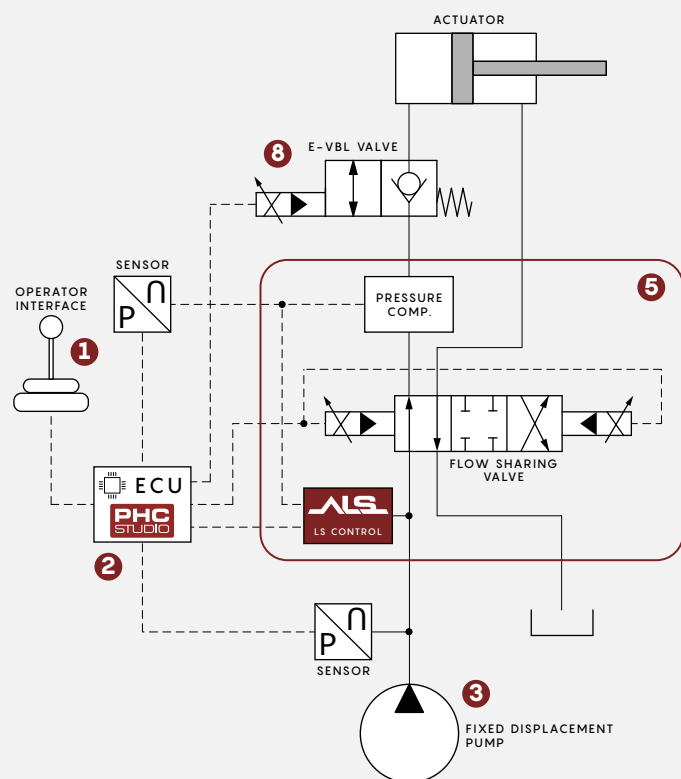 ACTUATOR
8
E-VBL VALVE
SENSOR
P U
OPERATOR
INTERFACE
1
5
PRESSURE
COMP.
FLOW SHARING
VALVE
ECU
PHC
STUDIO
2
ALS
LS CONTROL
P U
SENSOR
3
FIXED DISPLACEMENT
PUMP